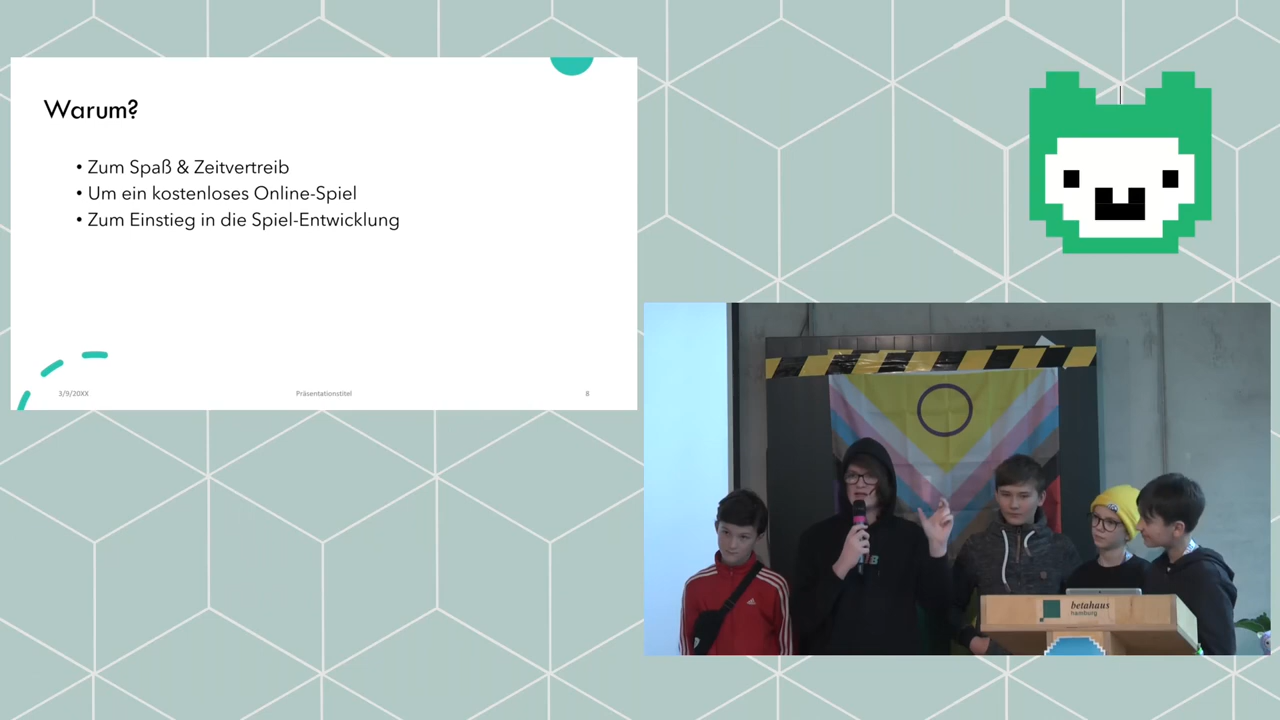 Warum?
• Zum Spaß & Zeitvertreib
• Um ein kostenloses Online-Spiel
• Zum Einstieg in die Spiel-Entwicklung
3/9/20XX
Präsentationstitel
8
betahaus
hamburg